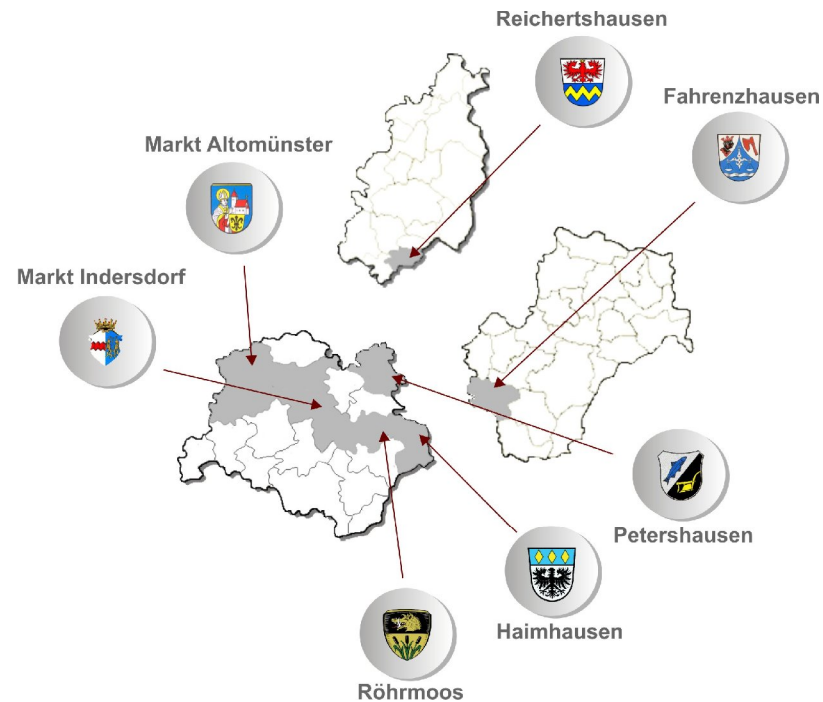 Reichertshausen
Fahrenzhausen
Markt Altomünster
Markt Indersdorf
Petershausen
Haimhausen
Röhrmoos